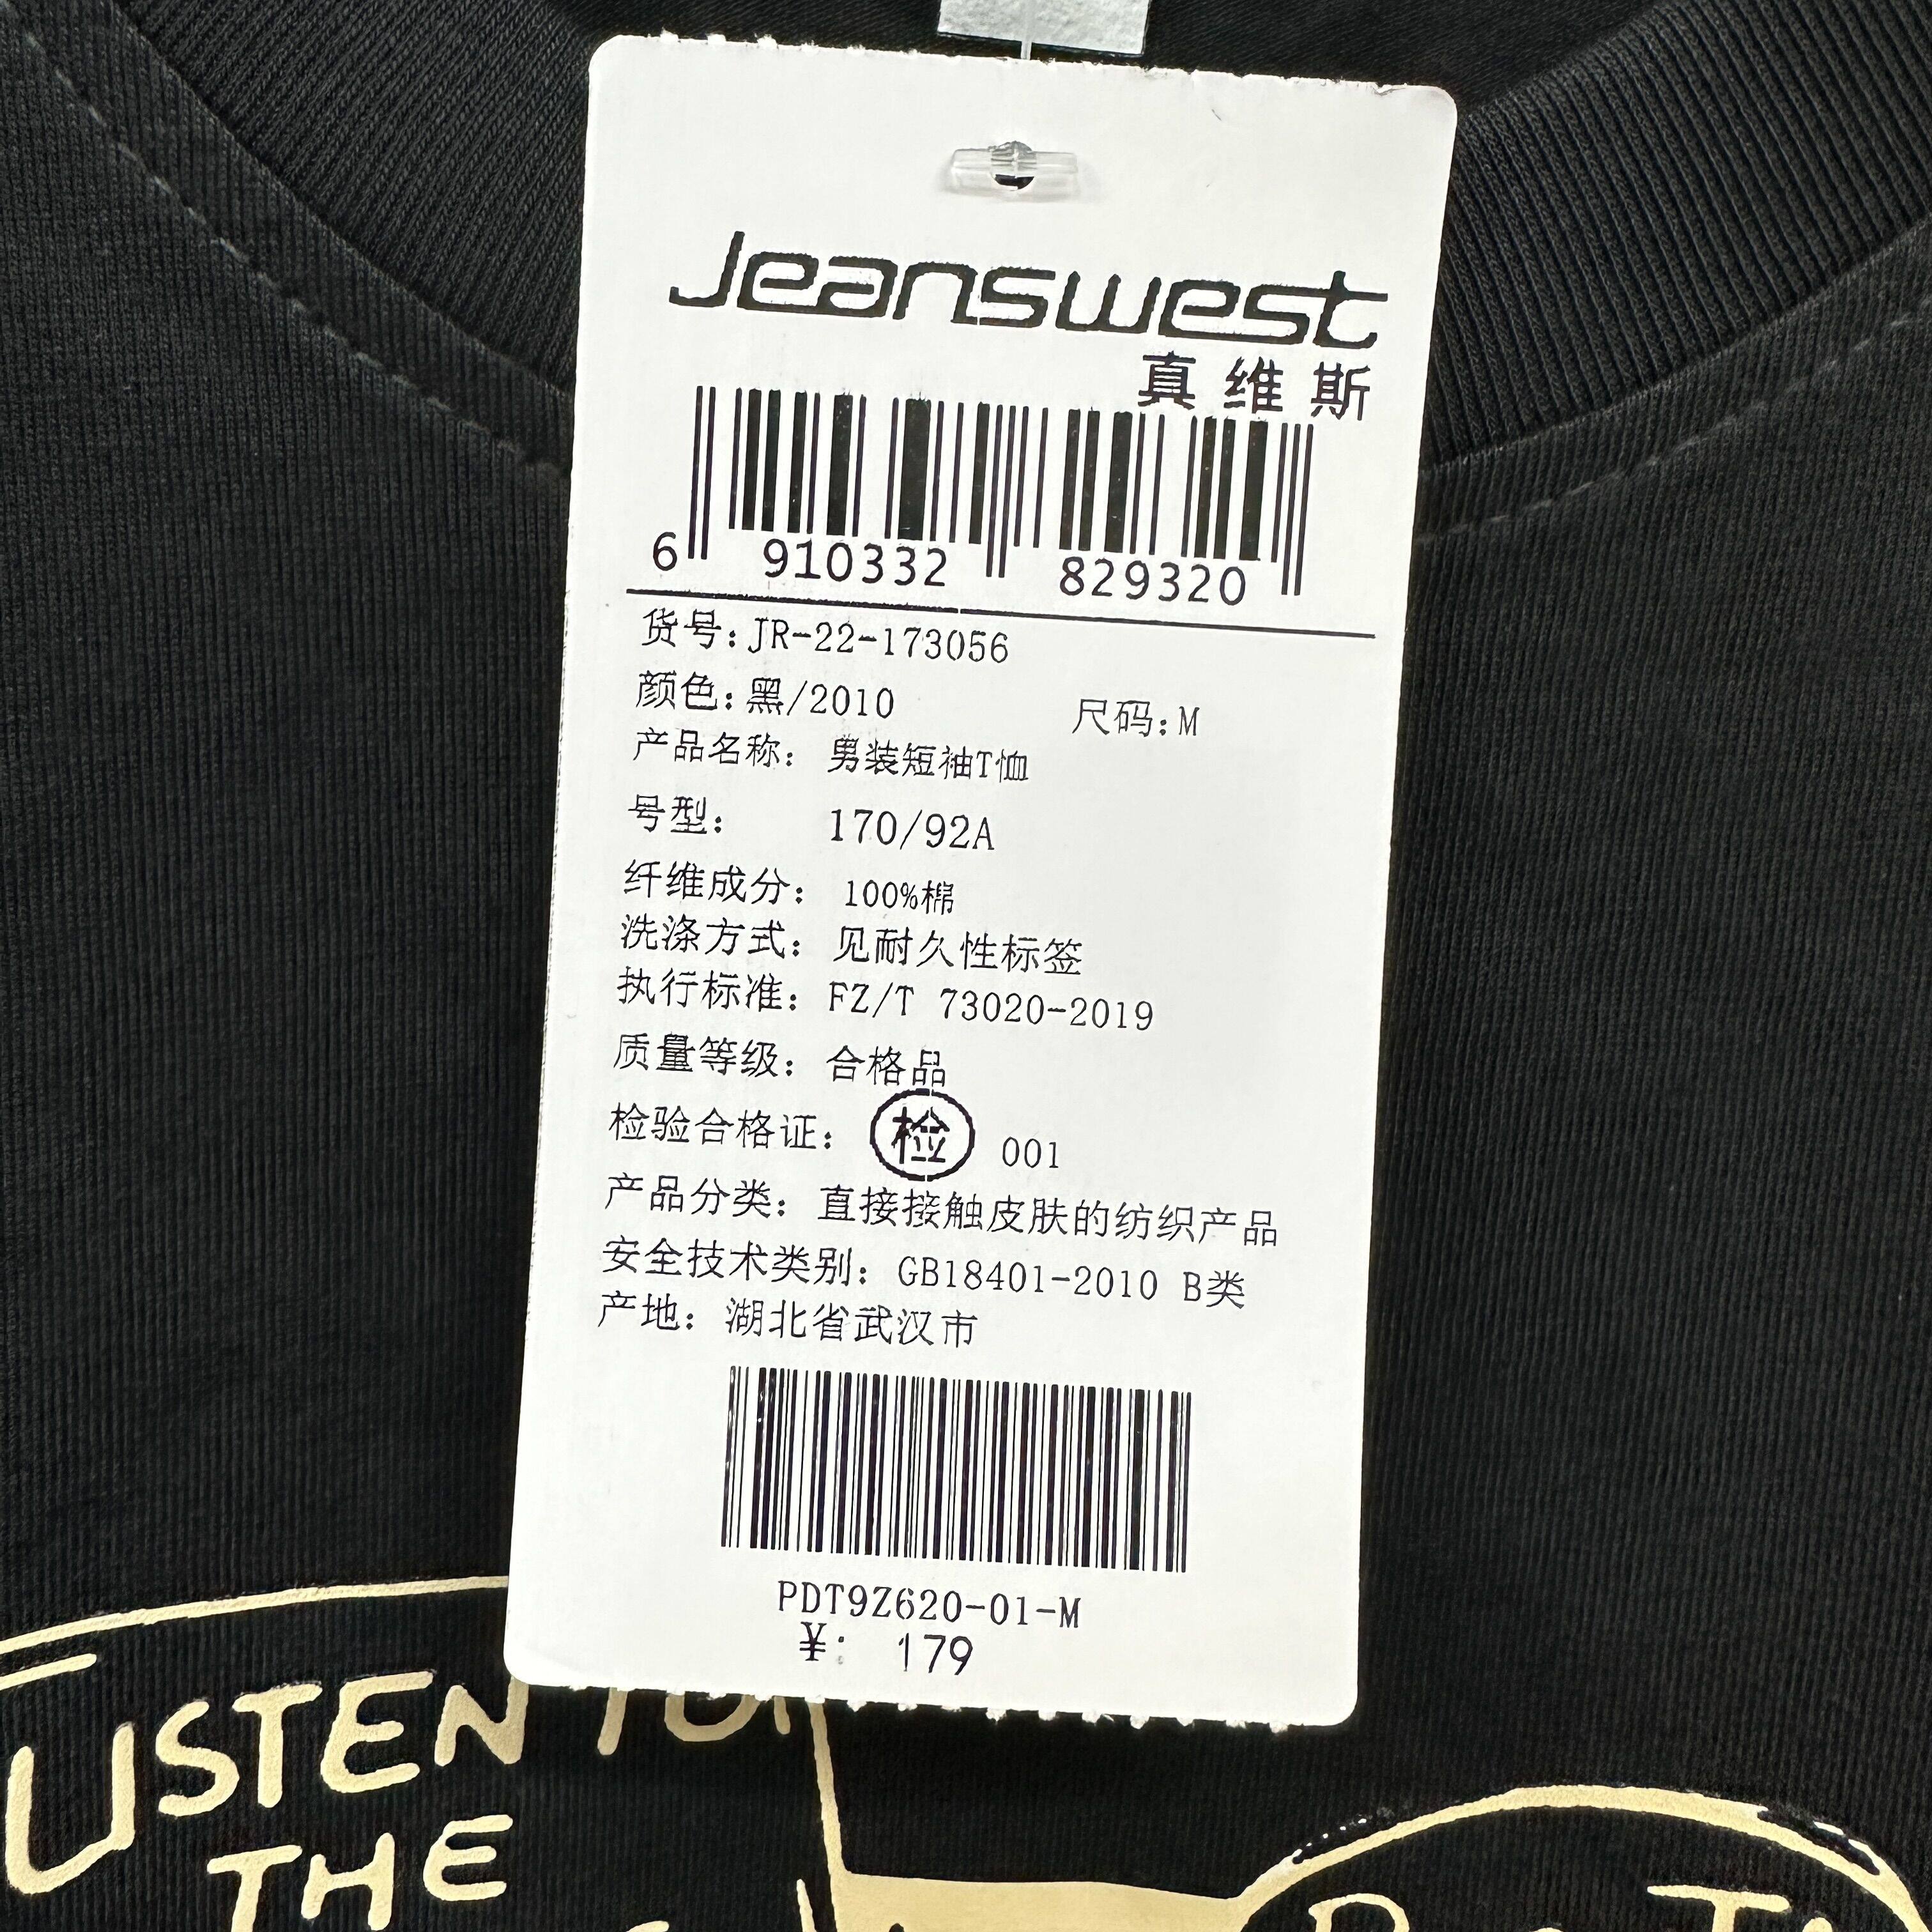 Jeanswest
真维斯
6 910332 829320
货号:JR-22-173056
颜色:黑/2010 尺码:M
产品名称: 男装短袖T恤
号型: 170/92A
纤维成分: 100%棉
洗涤方式: 见耐久性标签
执行标准: FZ/T 73020-2019
质量等级: 合格品
检验合格证: 检 001
产品分类: 直接接触皮肤的纺织产品
安全技术类别: GB18401-2010 B类
产地: 湖北省武汉市
PDT9Z620-01-M
¥: 179
LISTEN TO
THE